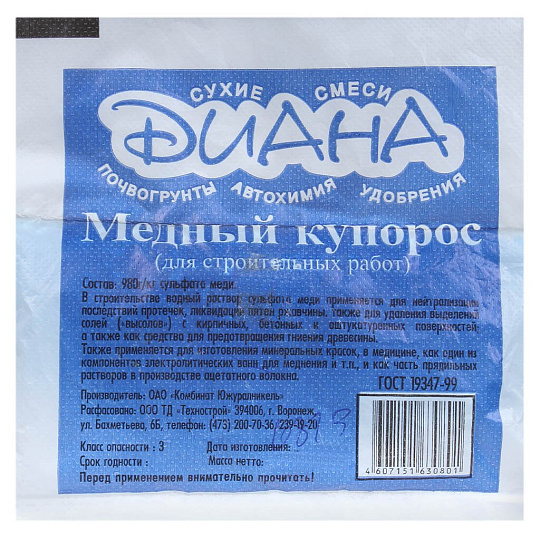 СУХИЕ СМЕСИ
ДИАНА
ПОЧВОГРУНТЫ АВТОХИМИЯ УДОБРЕНИЯ
Медный купорос
(для строительных работ)
Состав: 980г/кг сульфата меди.
В строительстве водный раствор сульфата меди применяется для нейтрализации
последствий протечек, ликвидации пятан ржавчины, также для удаления выделений
солей («высолов») с кирпичных, бетонных и оштукатуренных поверхностей
а также как средство для предотвращения гниения древесины.
Также применяется для изготовления минеральных красок, в медицине, как один из
компонентов электролитических ванн для меднения и т.п., и как часть прядильных
растворов в производстве ацетатного волокна.
ГОСТ 19347-99
Производитель: ОАО «Комбинат Южуралникель»
Расфасовано: ООО ТД «Технострой» 394006, г. Воронеж,
ул. Бахметьева, 6Б, телефон: (473) 200-70-36, 239-19-20
Класс опасности : 3 Дата изготовления:
Срок годности : Масса нетто:
Перед применением внимательно прочитать!
4 607151 630801